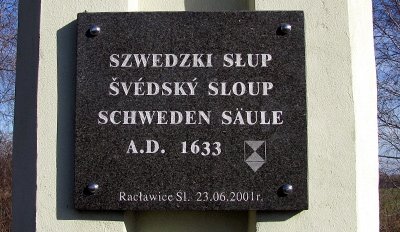 SZWEDZKI SŁUP
ŠVÉDSKÝ SLOUP
SCHWEDEN SÄULE
A.D. 1633
Racławice Śl. 23.06.2001r.